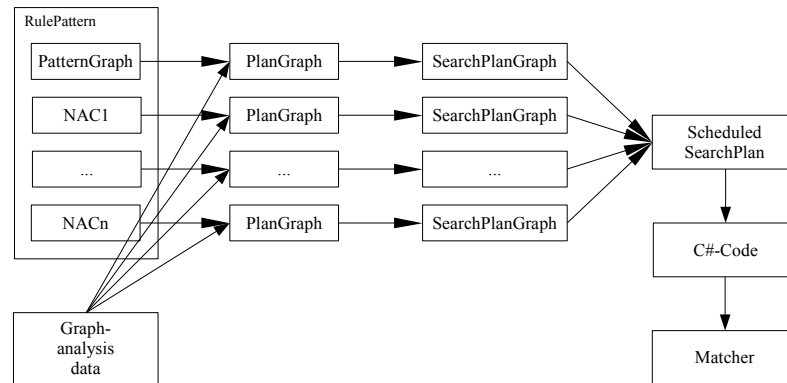 RulePattern
PatternGraph
PlanGraph
SearchPlanGraph
NAC1
PlanGraph
SearchPlanGraph
...
...
...
NACn
PlanGraph
SearchPlanGraph
Scheduled
SearchPlan
C#-Code
Matcher
Graph-
analysis
data